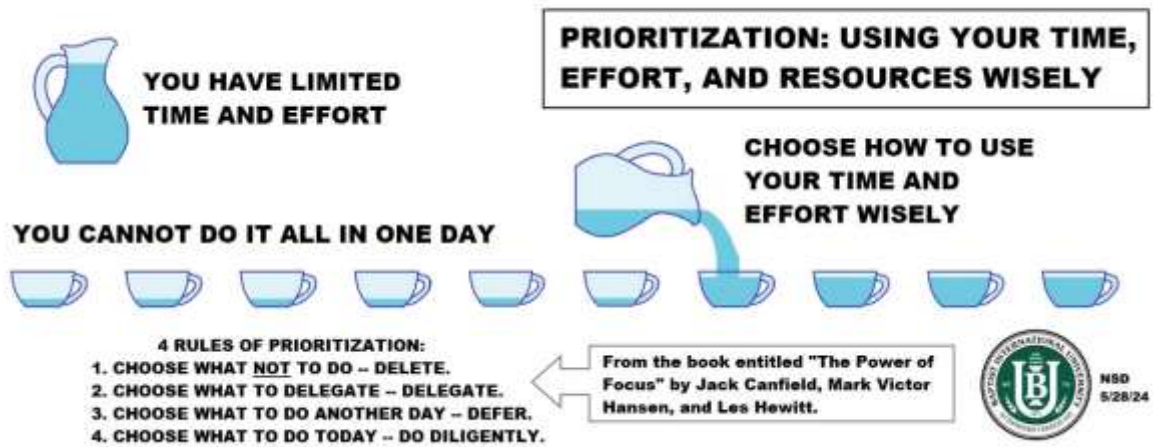 PRIORITIZATION: USING YOUR TIME,
EFFORT, AND RESOURCES WISELY
YOU HAVE LIMITED
TIME AND EFFORT
CHOOSE HOW TO USE
YOUR TIME AND
EFFORT WISELY
YOU CANNOT DO IT ALL IN ONE DAY
4 RULES OF PRIORITIZATION:
1. CHOOSE WHAT NOT TO DO -- DELETE.
2. CHOOSE WHAT TO DELEGATE -- DELEGATE.
3. CHOOSE WHAT TO DO ANOTHER DAY -- DEFER.
4. CHOOSE WHAT TO DO TODAY -- DO DILIGENTLY.
From the book entitled "The Power of
Focus" by Jack Canfield, Mark Victor
Hansen, and Les Hewitt.
BAPTIST INTERNATIONAL UNIVERSITY
BU
NSD
5/28/24